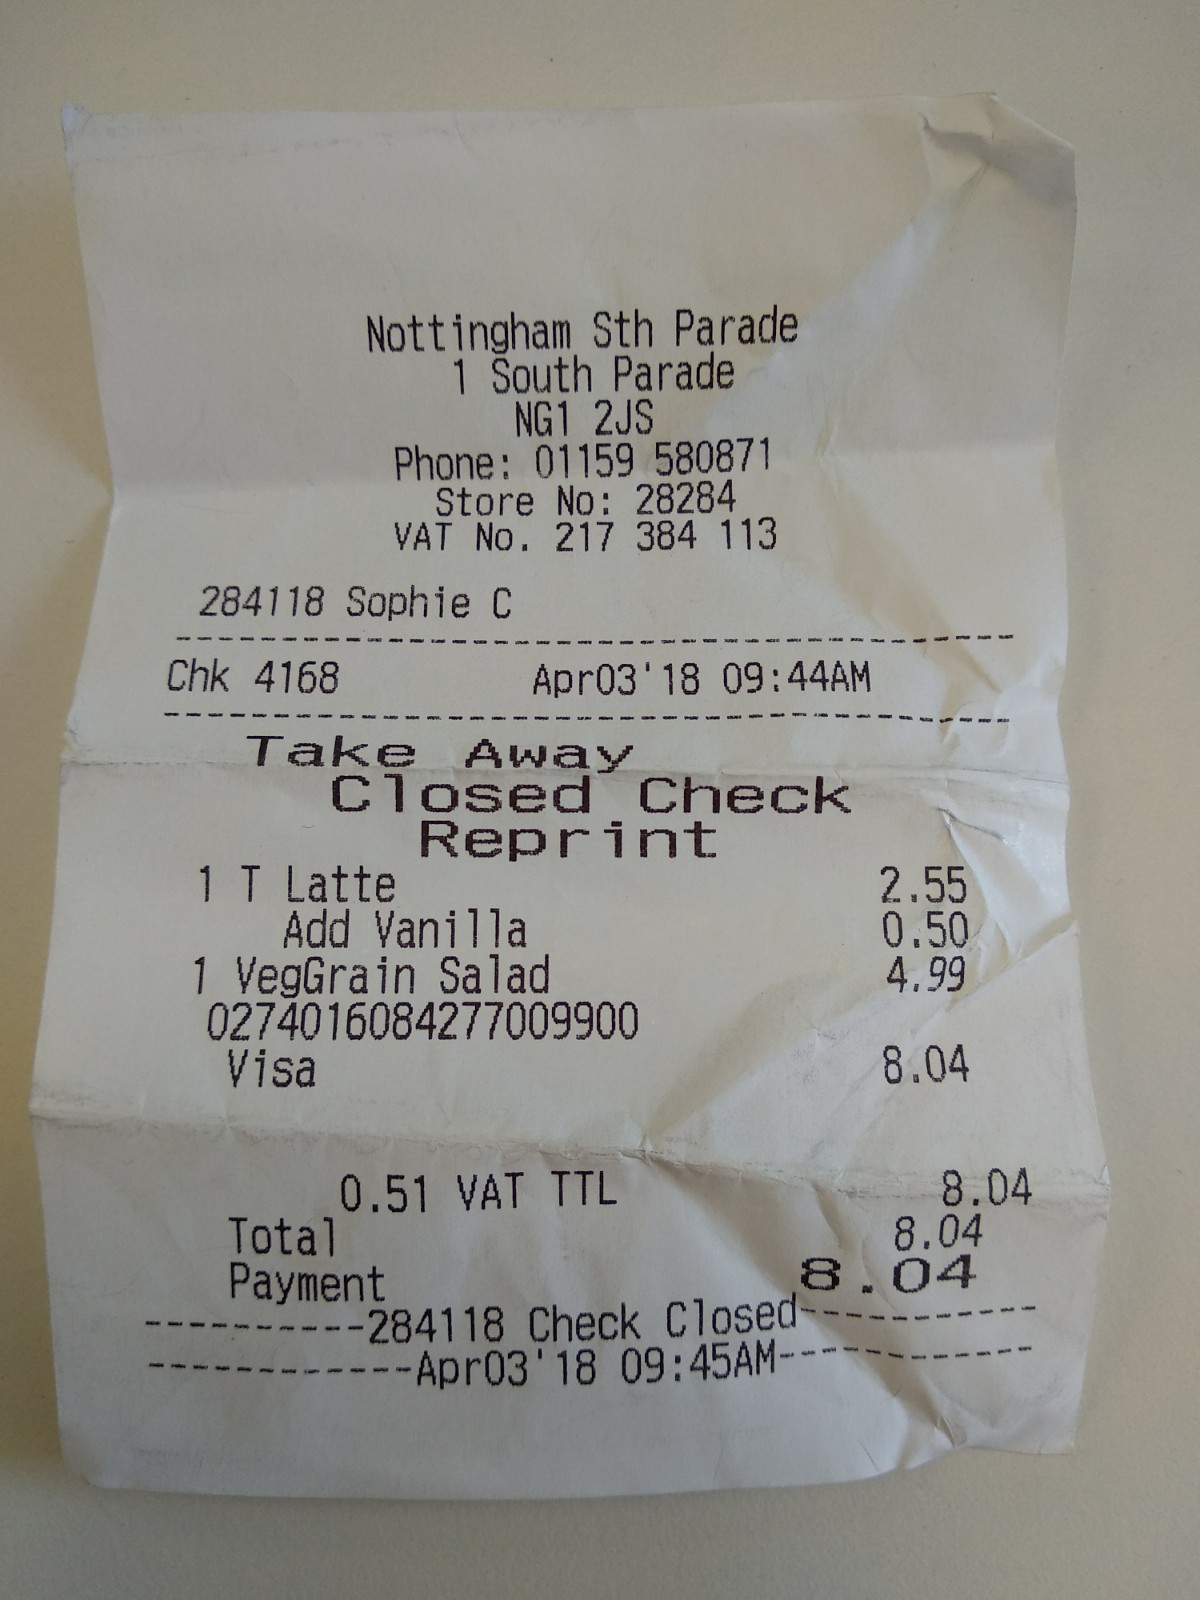 Nottingham Sth Parade
1 South Parade
NG1 2JS
Phone: 01159 580871
Store No: 28284
VAT No. 217 384 113
284118 Sophie C
Chk 4168 Apr03'18 09:44AM
Take Away
Closed Check
Reprint
1 T Latte 2.55
Add Vanilla 0.50
1 VegGrain Salad 4.99
0274016084277009900
Visa 8.04
0.51 VAT TTL 8.04
Total 8.04
Payment 8.04
----------284118 Check Closed----------
------------Apr03'18 09:45AM------------